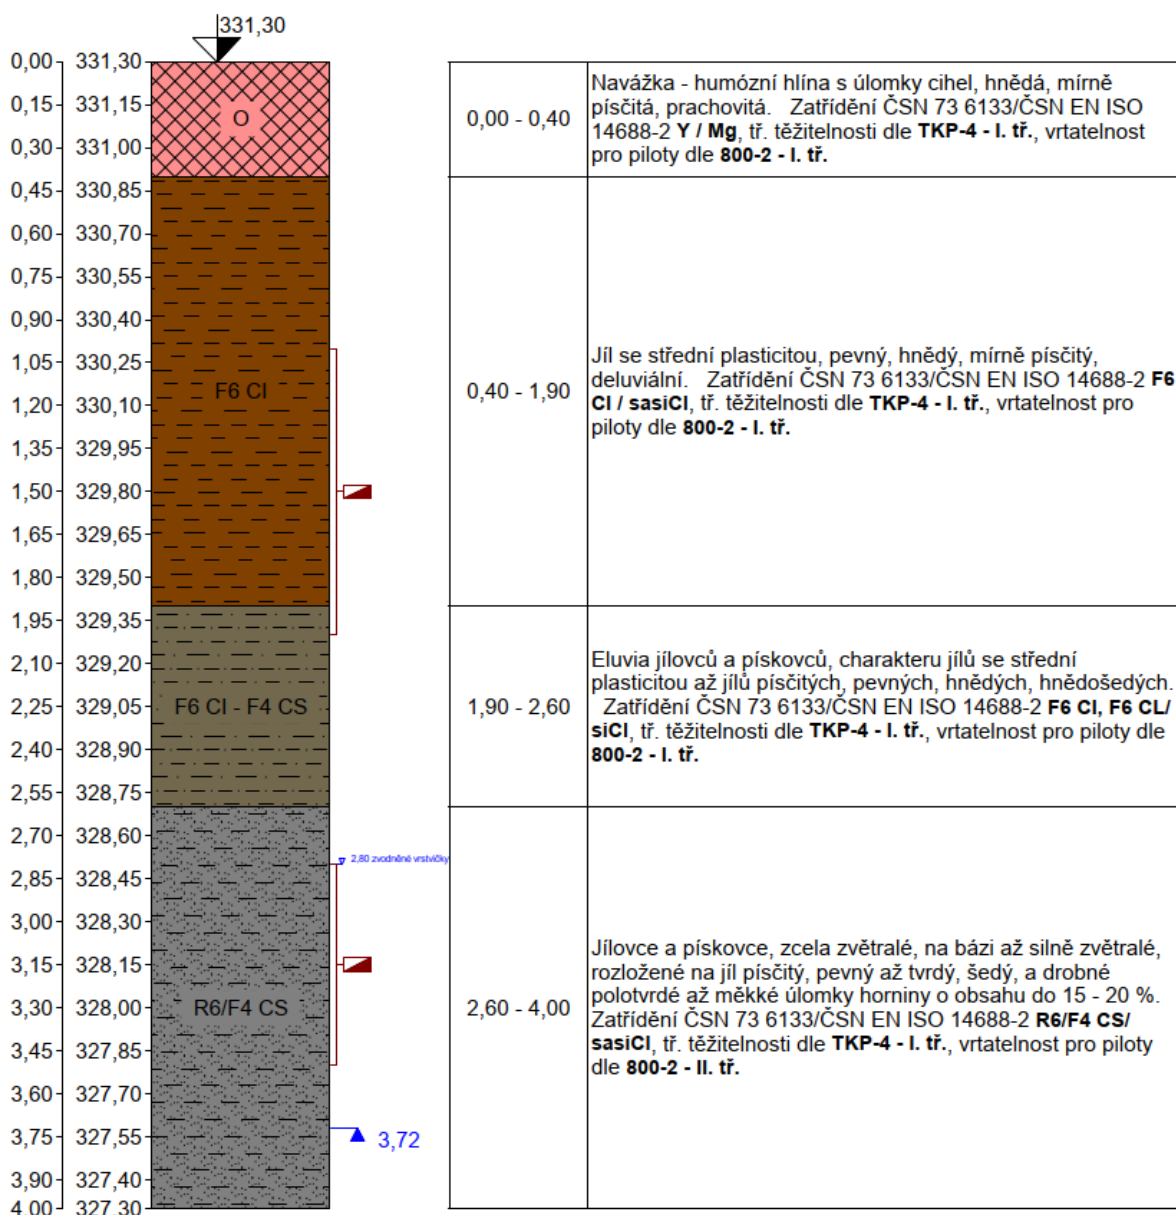 331,30
0,00 331,30
0,15 331,15
0,30 331,00
0,45 330,85
0,60 330,70
0,75 330,55
0,90 330,40
1,05 330,25
1,20 330,10
1,35 329,95
1,50 329,80
1,65 329,65
1,80 329,50
1,95 329,35
2,10 329,20
2,25 329,05
2,40 328,90
2,55 328,75
2,70 328,60
2,85 328,45
3,00 328,30
3,15 328,15
3,30 328,00
3,45 327,85
3,60 327,70
3,75 327,55
3,90 327,40
4,00 327,30
O
F6 CI
F6 CI - F4 CS
R6/F4 CS
2,80 zvodněné vrstvičky
3,72
0,00 - 0,40
Navážka - humózní hlína s úlomky cihel, hnědá, mírně
písčitá, prachovitá. Zatřídění ČSN 73 6133/ČSN EN ISO
14688-2 Y / Mg, tř. těžitelnosti dle TKP-4 - I. tř., vrtatelnost
pro piloty dle 800-2 - I. tř.
0,40 - 1,90
Jíl se střední plasticitou, pevný, hnědý, mírně písčitý,
deluviální. Zatřídění ČSN 73 6133/ČSN EN ISO 14688-2 F6
CI / sasiCl, tř. těžitelnosti dle TKP-4 - I. tř., vrtatelnost pro
piloty dle 800-2 - I. tř.
1,90 - 2,60
Eluvia jílovců a pískovců, charakteru jílů se střední
plasticitou až jílů písčitých, pevných, hnědých, hnědošedých.
Zatřídění ČSN 73 6133/ČSN EN ISO 14688-2 F6 CI, F6 CL/
siCl, tř. těžitelnosti dle TKP-4 - I. tř., vrtatelnost pro piloty dle
800-2 - I. tř.
2,60 - 4,00
Jílovce a pískovce, zcela zvětralé, na bázi až silně zvětralé,
rozložené na jíl písčitý, pevný až tvrdý, šedý, a drobné
polotvrdé až měkké úlomky horniny o obsahu do 15 - 20 %.
Zatřídění ČSN 73 6133/ČSN EN ISO 14688-2 R6/F4 CS/
sasiCl, tř. těžitelnosti dle TKP-4 - I. tř., vrtatelnost pro piloty
dle 800-2 - II. tř.